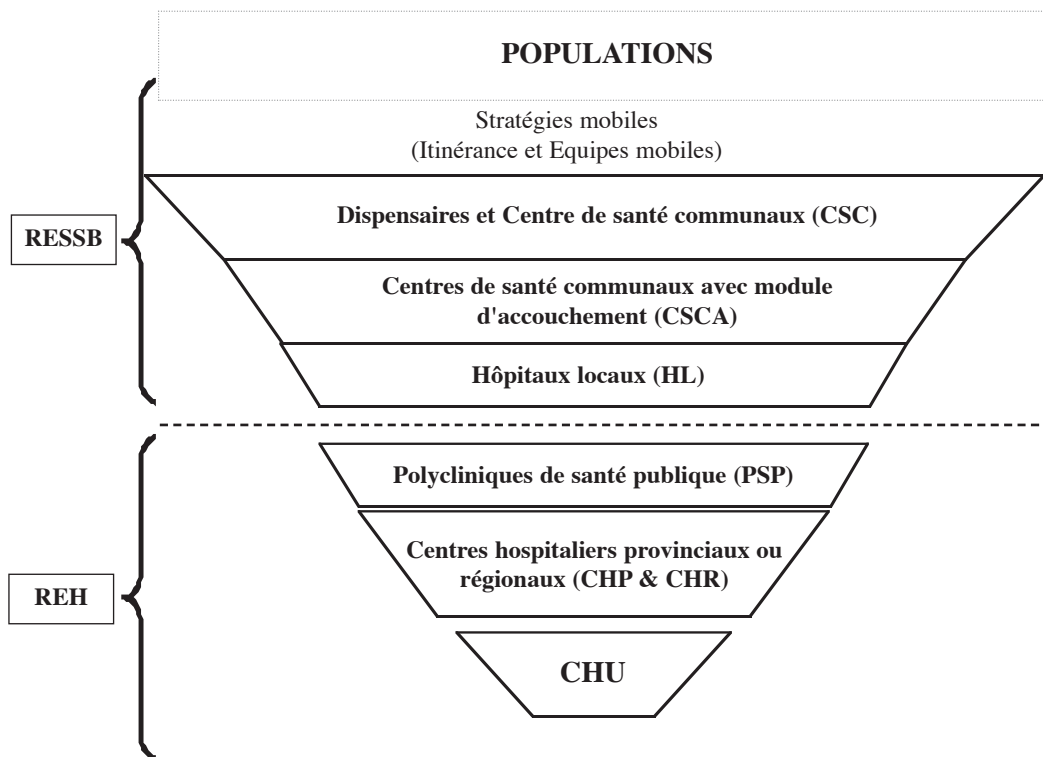 POPULATIONS
Stratégies mobiles
(Itinérance et Equipes mobiles)
RESSB
Dispensaires et Centre de santé communaux (CSC)
Centres de santé communaux avec module
d'accouchement (CSCA)
Hôpitaux locaux (HL)
REH
Polycliniques de santé publique (PSP)
Centres hospitaliers provinciaux ou
régionaux (CHP & CHR)
CHU